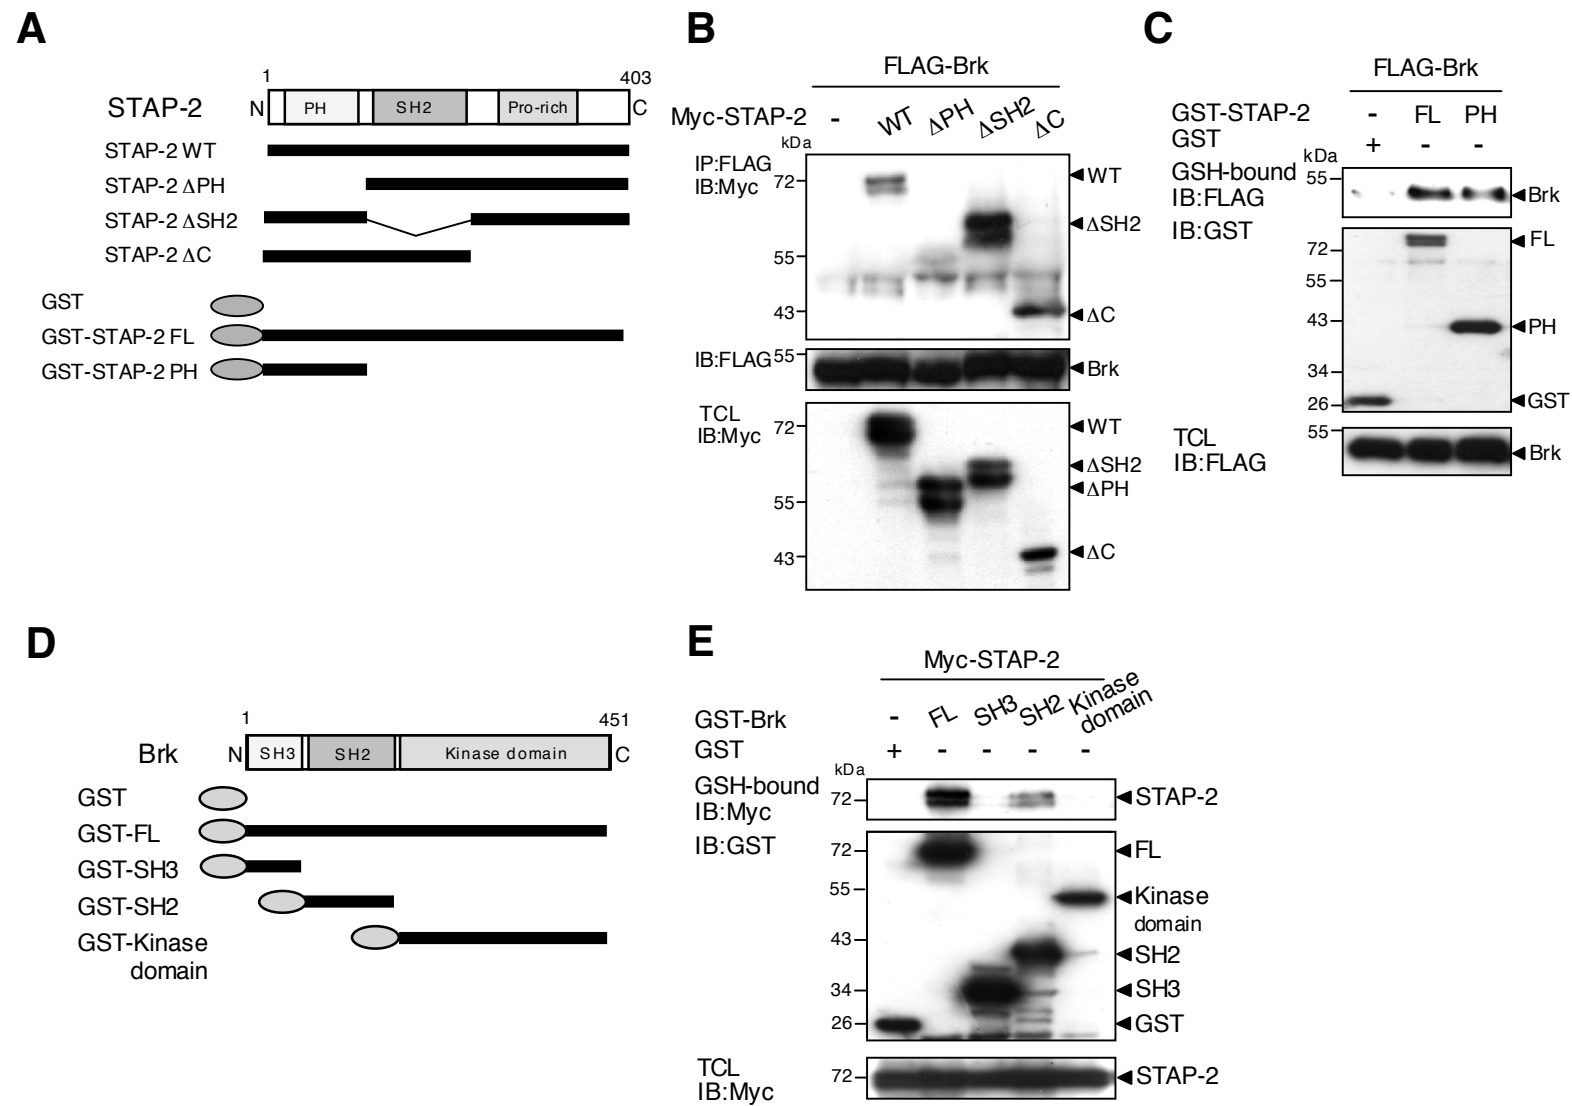 A
1 403
STAP-2 N PH SH2 Pro-rich C
STAP-2 WT
STAP-2 ΔPH
STAP-2 ΔSH2
STAP-2 ΔC
GST
GST-STAP-2 FL
GST-STAP-2 PH
B
FLAG-Brk
Myc-STAP-2 - WT ΔPH ΔSH2 ΔC
kDa
IP:FLAG
IB:Myc
72
55
43
WT
ΔSH2
ΔC
IB:FLAG 55 Brk
TCL
IB:Myc
72
55
43
WT
ΔSH2
ΔPH
ΔC
C
FLAG-Brk
GST-STAP-2 - FL PH
GST + - -
kDa
GSH-bound
IB:FLAG
55
Brk
IB:GST
72
55
43
34
26
FL
PH
GST
TCL
IB:FLAG
55
Brk
D
1 451
Brk N SH3 SH2 Kinase domain C
GST
GST-FL
GST-SH3
GST-SH2
GST-Kinase
domain
E
Myc-STAP-2
GST-Brk - FL SH3 SH2 Kinase
domain
GST + - - - -
kDa
GSH-bound
IB:Myc
72
STAP-2
IB:GST
72
55
43
34
26
FL
Kinase
domain
SH2
SH3
GST
TCL
IB:Myc
72
STAP-2